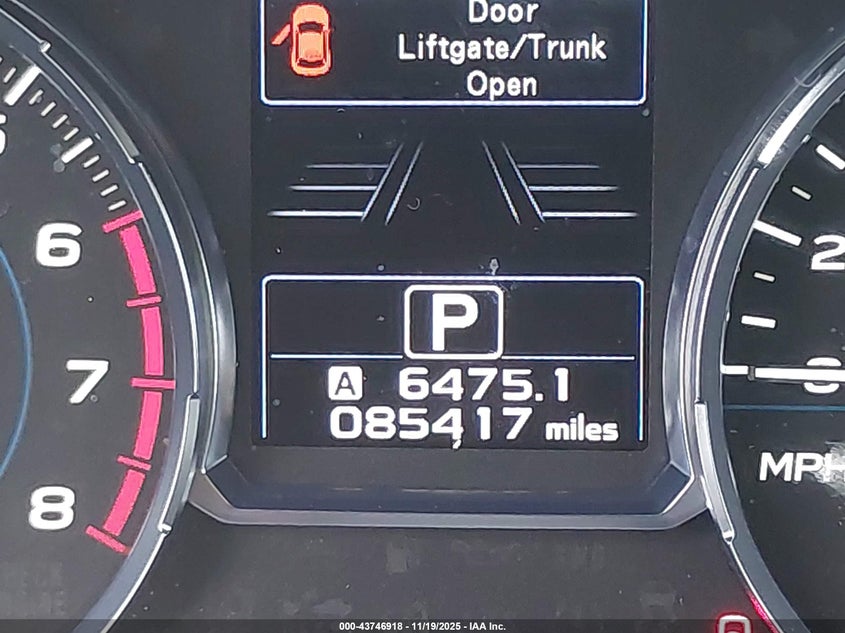 Door
Liftgate/Trunk
Open
6
7
8
2
0
P
A 6475.1
085417 miles
MPH
000-43746918 - 11/19/2025 - IAA Inc.